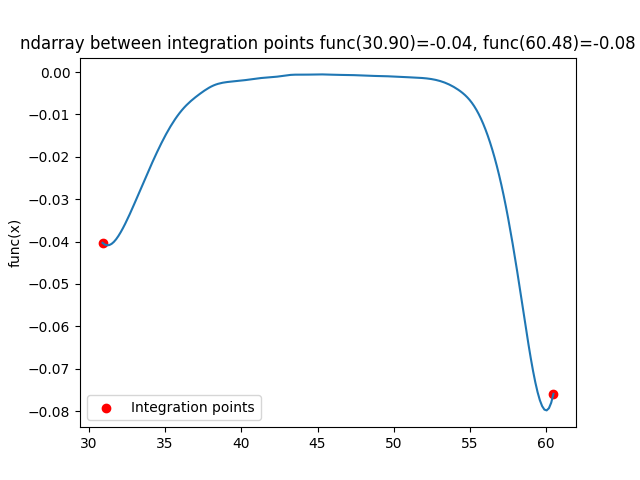 ndarray between integration points func(30.90)=-0.04, func(60.48)=-0.08
0.00
−0.01
−0.02
−0.03
−0.04
−0.05
−0.06
−0.07
−0.08
func(x)
Integration points
30 35 40 45 50 55 60